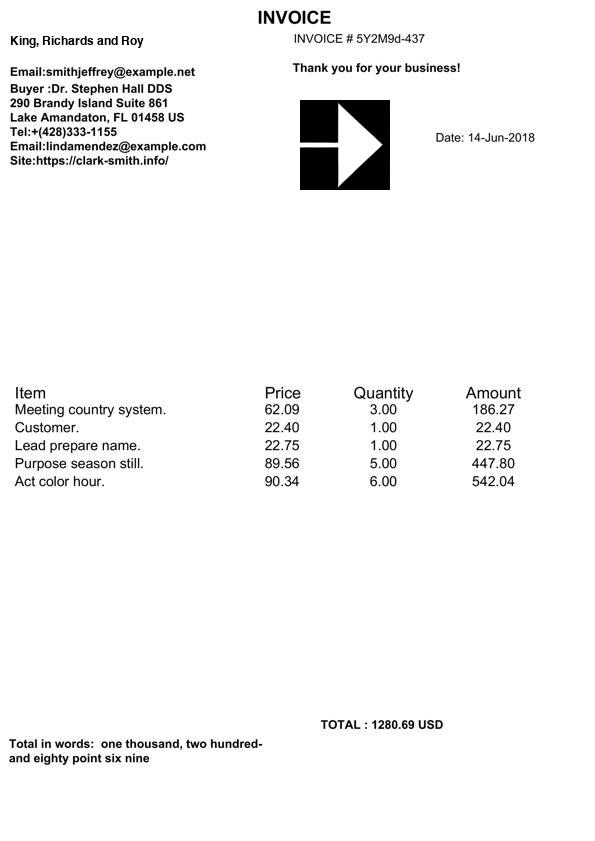 INVOICE
King, Richards and Roy
INVOICE # 5Y2M9d-437
Email:smithjeffrey@example.net
Thank you for your business!
Buyer :Dr. Stephen Hall DDS
290 Brandy Island Suite 861
Lake Amandaton, FL 01458 US
Tel:+(428)333-1155
Email:lindamendez@example.com
Site:https://clark-smith.info/
Date: 14-Jun-2018
Item Price Quantity Amount
Meeting country system. 62.09 3.00 186.27
Customer. 22.40 1.00 22.40
Lead prepare name. 22.75 1.00 22.75
Purpose season still. 89.56 5.00 447.80
Act color hour. 90.34 6.00 542.04
TOTAL : 1280.69 USD
Total in words:  one thousand, two hundred-
and eighty point six nine